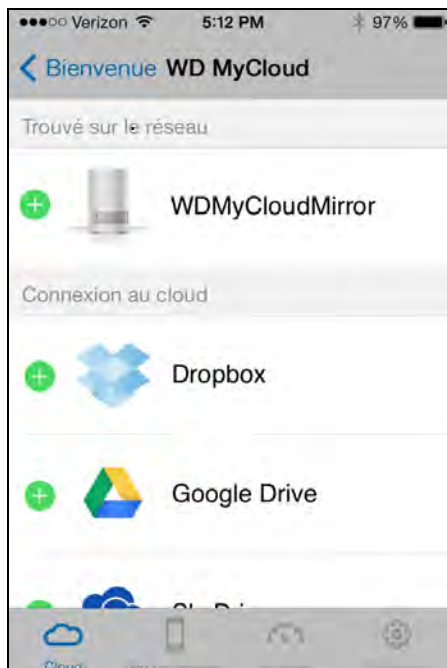 Verizon 5:12 PM 97%
Bienvenue WD MyCloud
Trouvé sur le réseau
WDMyCloudMirror
Connexion au cloud
Dropbox
Google Drive
Cloud